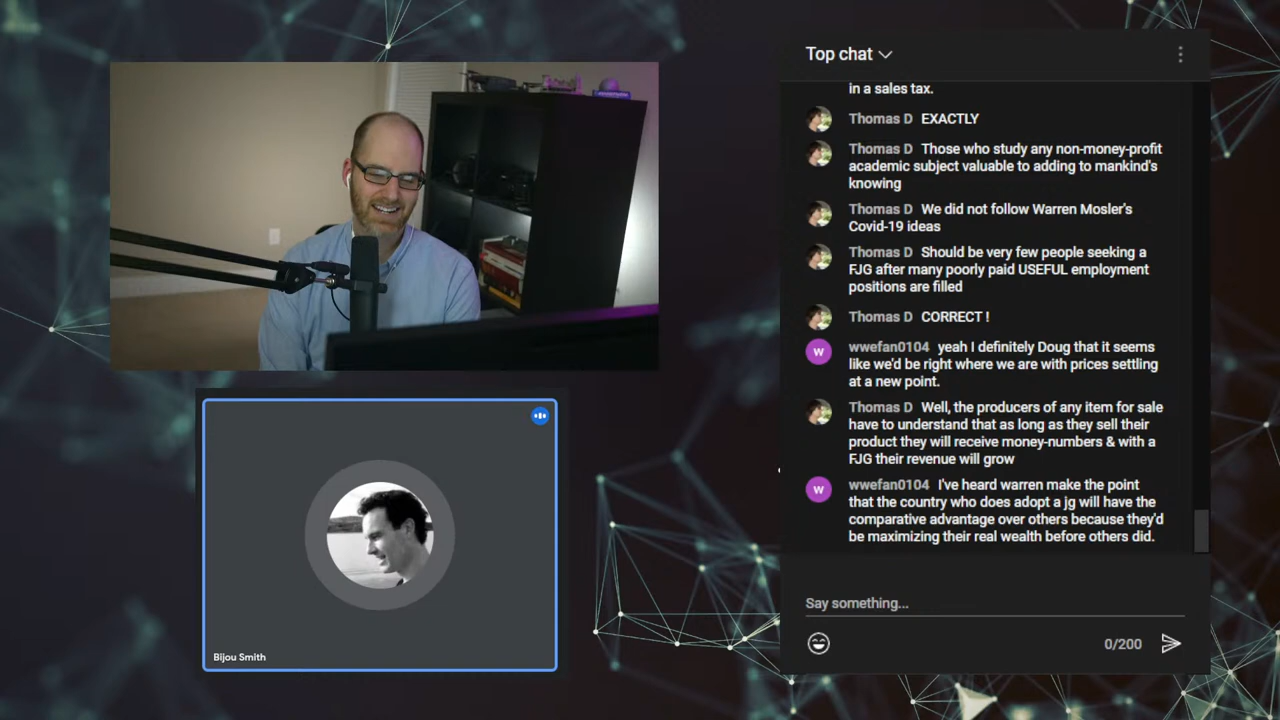 Top chat
in a sales tax.
Thomas D EXACTLY
Thomas D Those who study any non-money-profit
academic subject valuable to adding to mankind's
knowing
Thomas D We did not follow Warren Mosler's
Covid-19 ideas
Thomas D Should be very few people seeking a
FJG after many poorly paid USEFUL employment
positions are filled
Thomas D CORRECT !
W
wwefan0104 yeah I definitely Doug that it seems
like we'd be right where we are with prices settling
at a new point.
Thomas D Well, the producers of any item for sale
have to understand that as long as they sell their
product they will receive money-numbers & with a
FJG their revenue will grow
W
wwefan0104 I've heard warren make the point
that the country who does adopt a jg will have the
comparative advantage over others because they'd
be maximizing their real wealth before others did.
Say something...
0/200
Bijou Smith